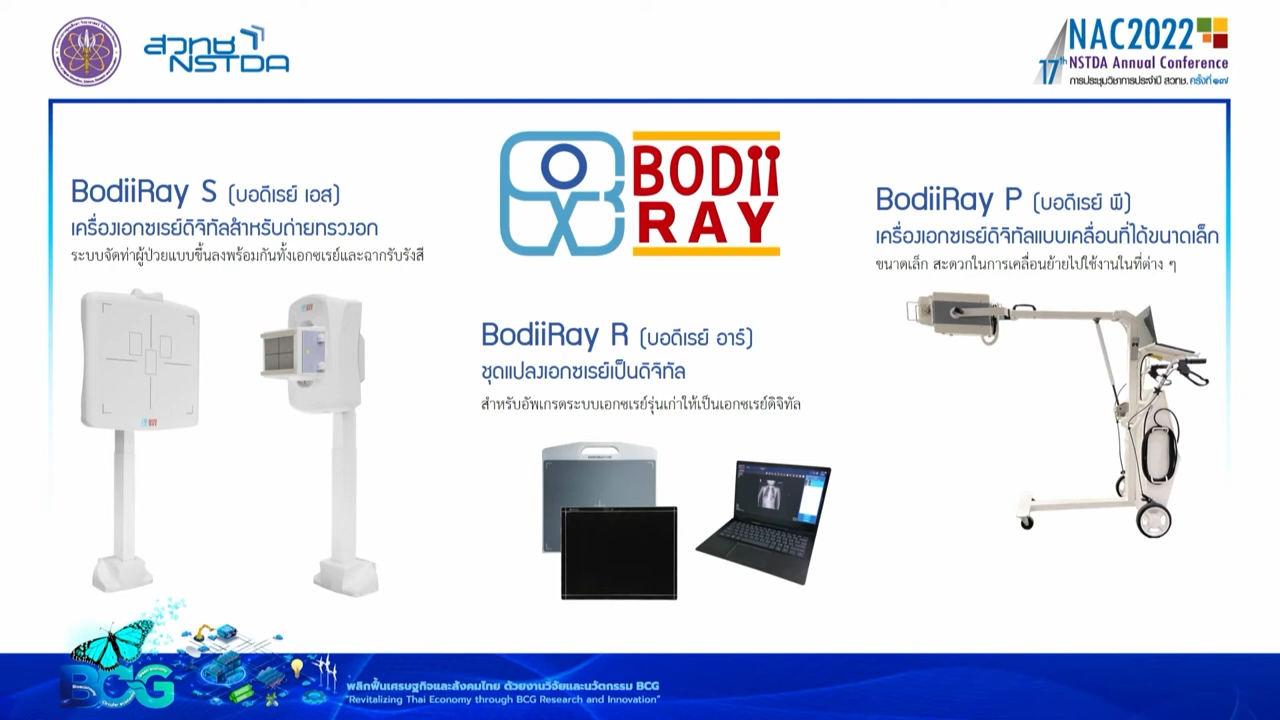 สวทช
NSTDA
NAC2022
17th NSTDA Annual Conference
การประชุมวิชาการประจำปี สวทช. ครั้งที่ ๑๗
BODii
RAY
BodiiRay S (บอดีเรย์ เอส)
เครื่องเอกซเรย์ดิจิทัลสำหรับถ่ายทรวงอก
ระบบจัดท่าผู้ป่วยแบบขึ้นลงพร้อมกันทั้งเอกซเรย์และฉากรับรังสี
BodiiRay R (บอดีเรย์ อาร์)
ชุดแปลงเอกซเรย์เป็นดิจิทัล
สำหรับอัพเกรดระบบเอกซเรย์รุ่นเก่าให้เป็นเอกซเรย์ดิจิทัล
BodiiRay P (บอดีเรย์ พี)
เครื่องเอกซเรย์ดิจิทัลแบบเคลื่อนที่ได้ขนาดเล็ก
ขนาดเล็ก สะดวกในการเคลื่อนย้ายไปใช้งานในที่ต่าง ๆ
BCG
พลิกฟื้นเศรษฐกิจและสังคมไทย ด้วยงานวิจัยและนวัตกรรม BCG
"Revitalizing Thai Economy through BCG Research and Innovation"